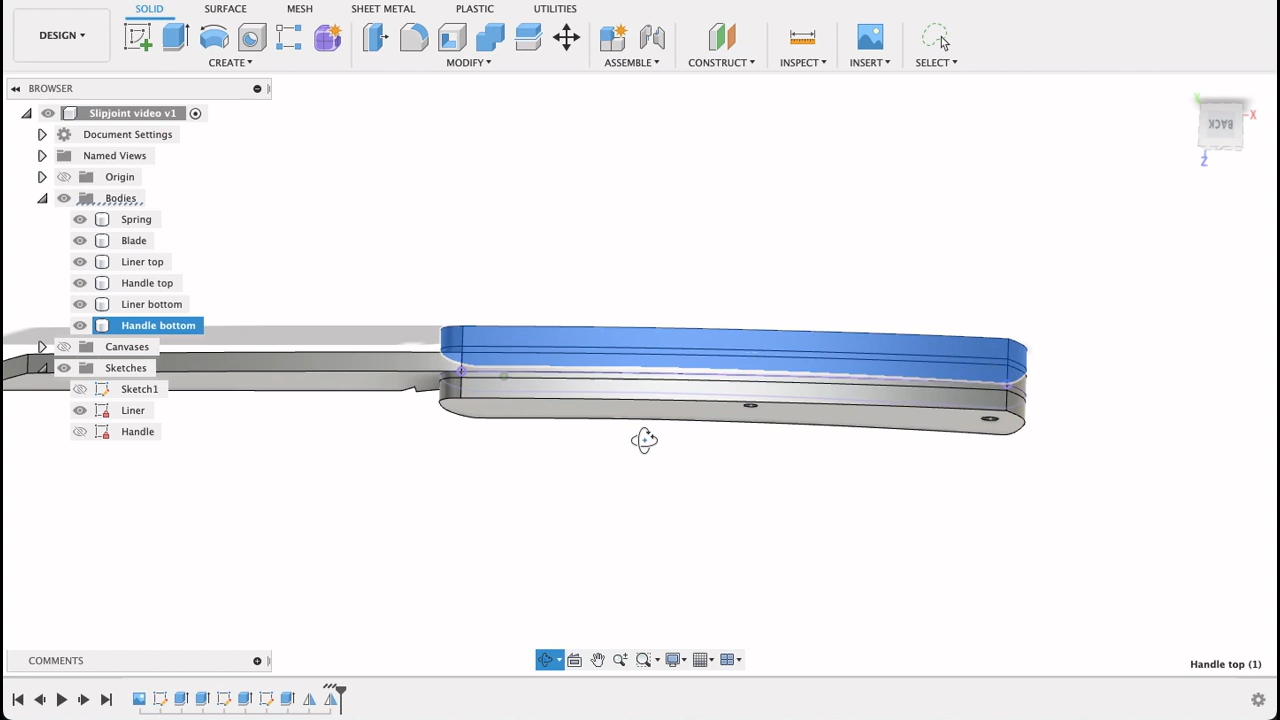 SOLID SURFACE MESH SHEET METAL PLASTIC UTILITIES
DESIGN
CREATE MODIFY ASSEMBLE CONSTRUCT INSPECT INSERT SELECT
BROWSER
Slipjoint video v1
Document Settings
Named Views
Origin
Bodies
Spring
Blade
Liner top
Handle top
Liner bottom
Handle bottom
Canvases
Sketches
Sketch1
Liner
Handle
BACK
X
Y
Z
COMMENTS
Handle top (1)